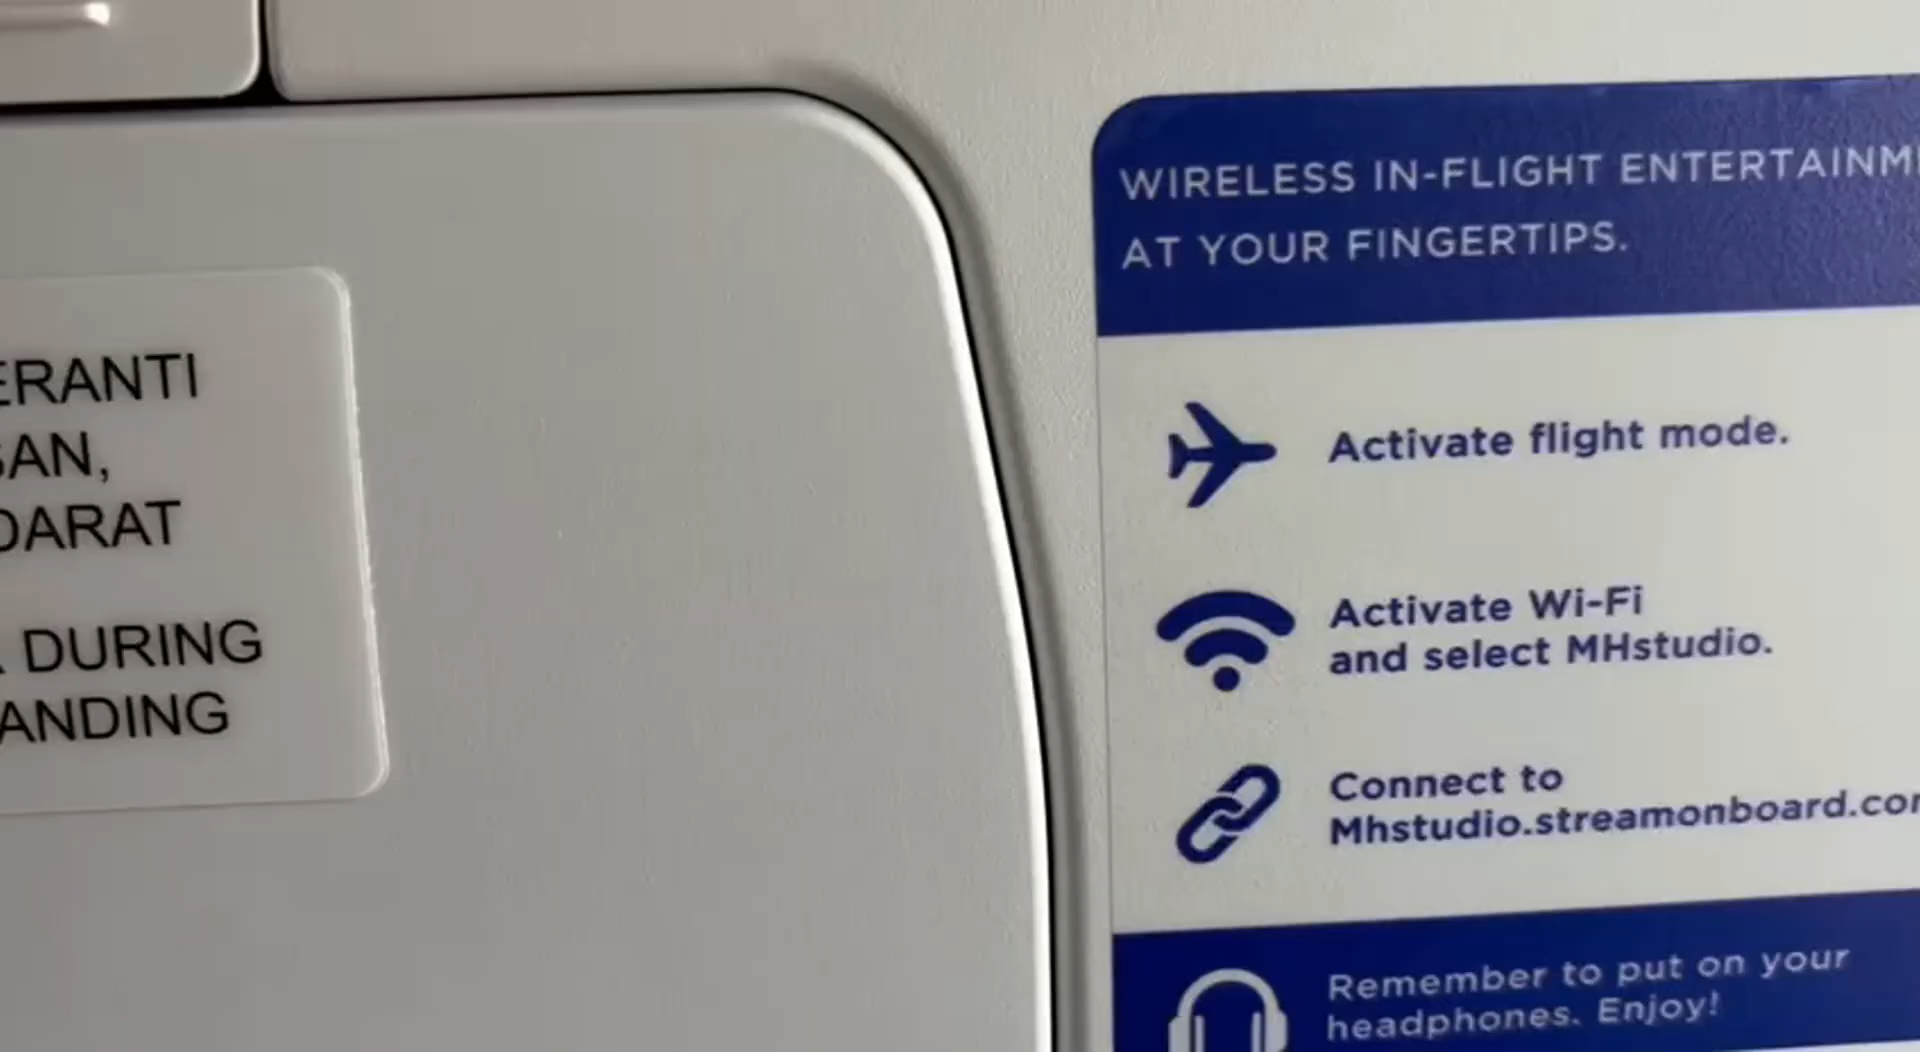 ERANTI
SAN,
DARAT
DURING
ANDING
WIRELESS IN-FLIGHT ENTERTAINM
AT YOUR FINGERTIPS.
Activate flight mode.
Activate Wi-Fi
and select MHstudio.
Connect to
Mhstudio.streamonboard.com
Remember to put on your
headphones. Enjoy!